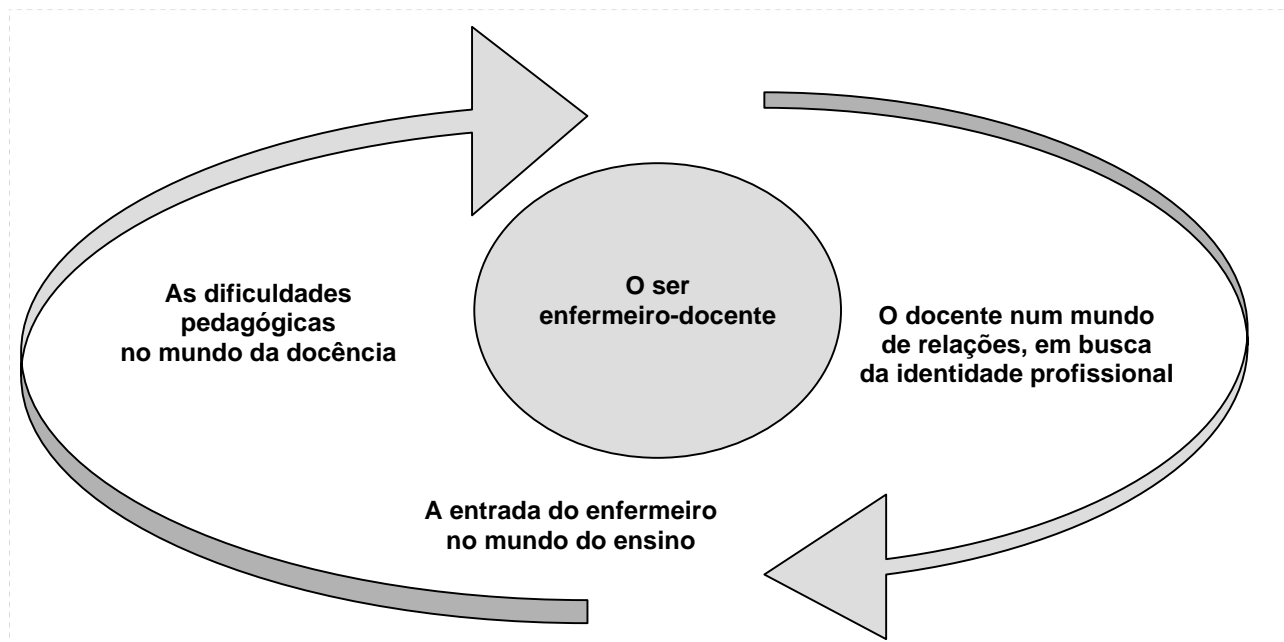 As dificuldades
pedagógicas
no mundo da docência
O ser
enfermeiro-docente
O docente num mundo
de relações, em busca
da identidade profissional
A entrada do enfermeiro
no mundo do ensino